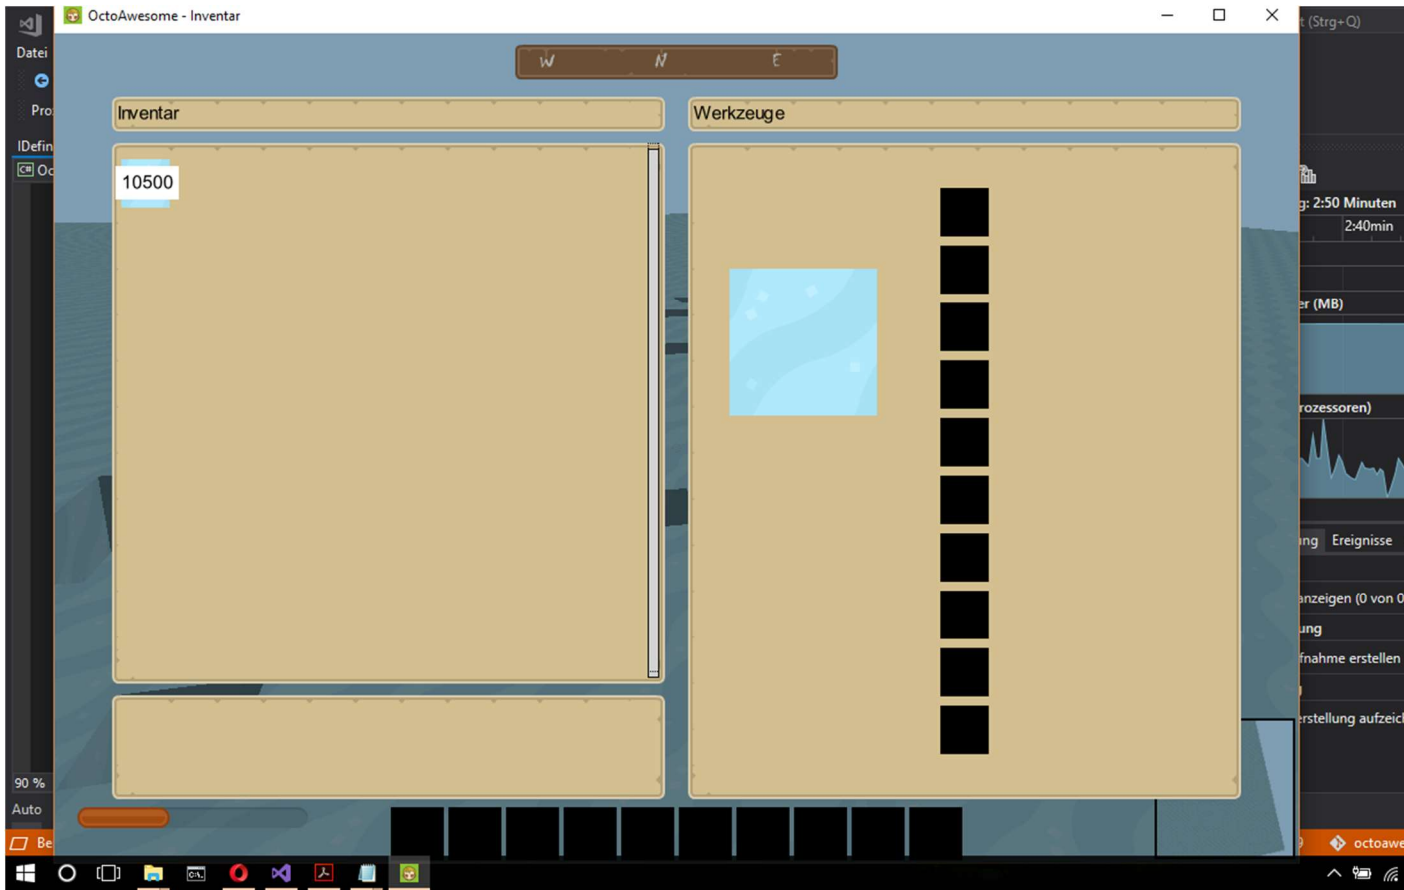 OctoAwesome - Inventar
t (Strg+Q)
Datei
W N E
Pro
Inventar
Werkzeuge
IDefin
Oc
10500
g: 2:50 Minuten
2:40min
er (MB)
rozessoren)
ung Ereignisse
anzeigen (0 von 0
ung
fnahme erstellen
erstellung aufzeic
90 %
Auto
Be
octoawe